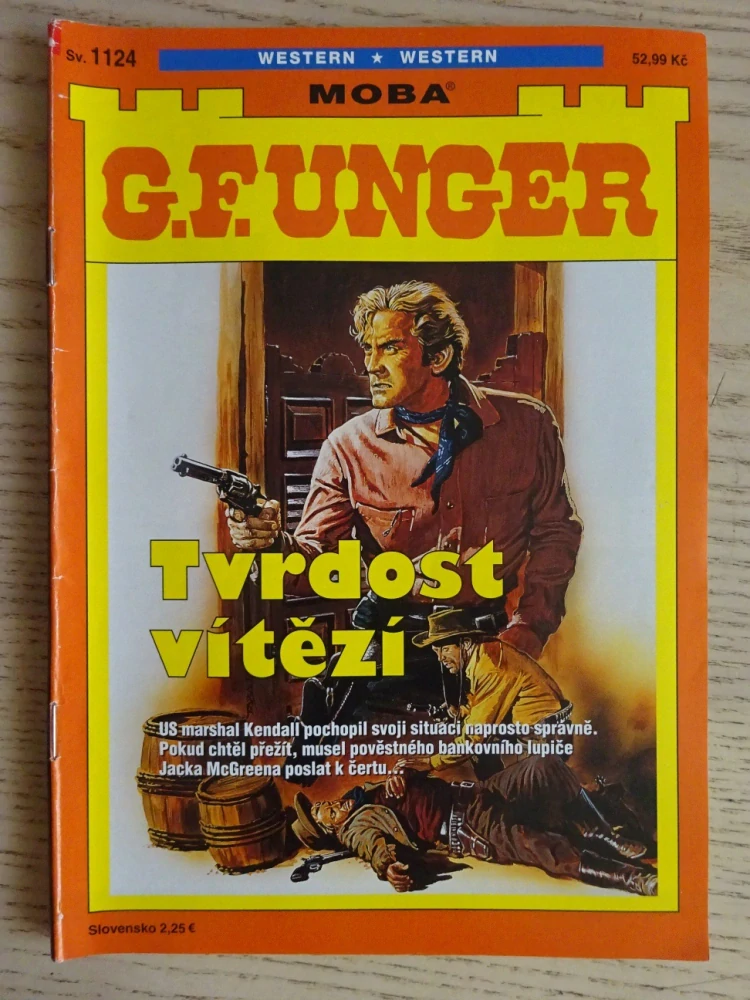 Sv. 1124
WESTERN ★ WESTERN
52,99 Kč
MOBA®
G.F. UNGER
Tvrdost
vítězí
US marshal Kendall pochopil svoji situaci naprosto správně.
Pokud chtěl přežít, musel pověstného bankovního lupiče
Jacka McGreena poslat k čertu...
Slovensko 2,25 €